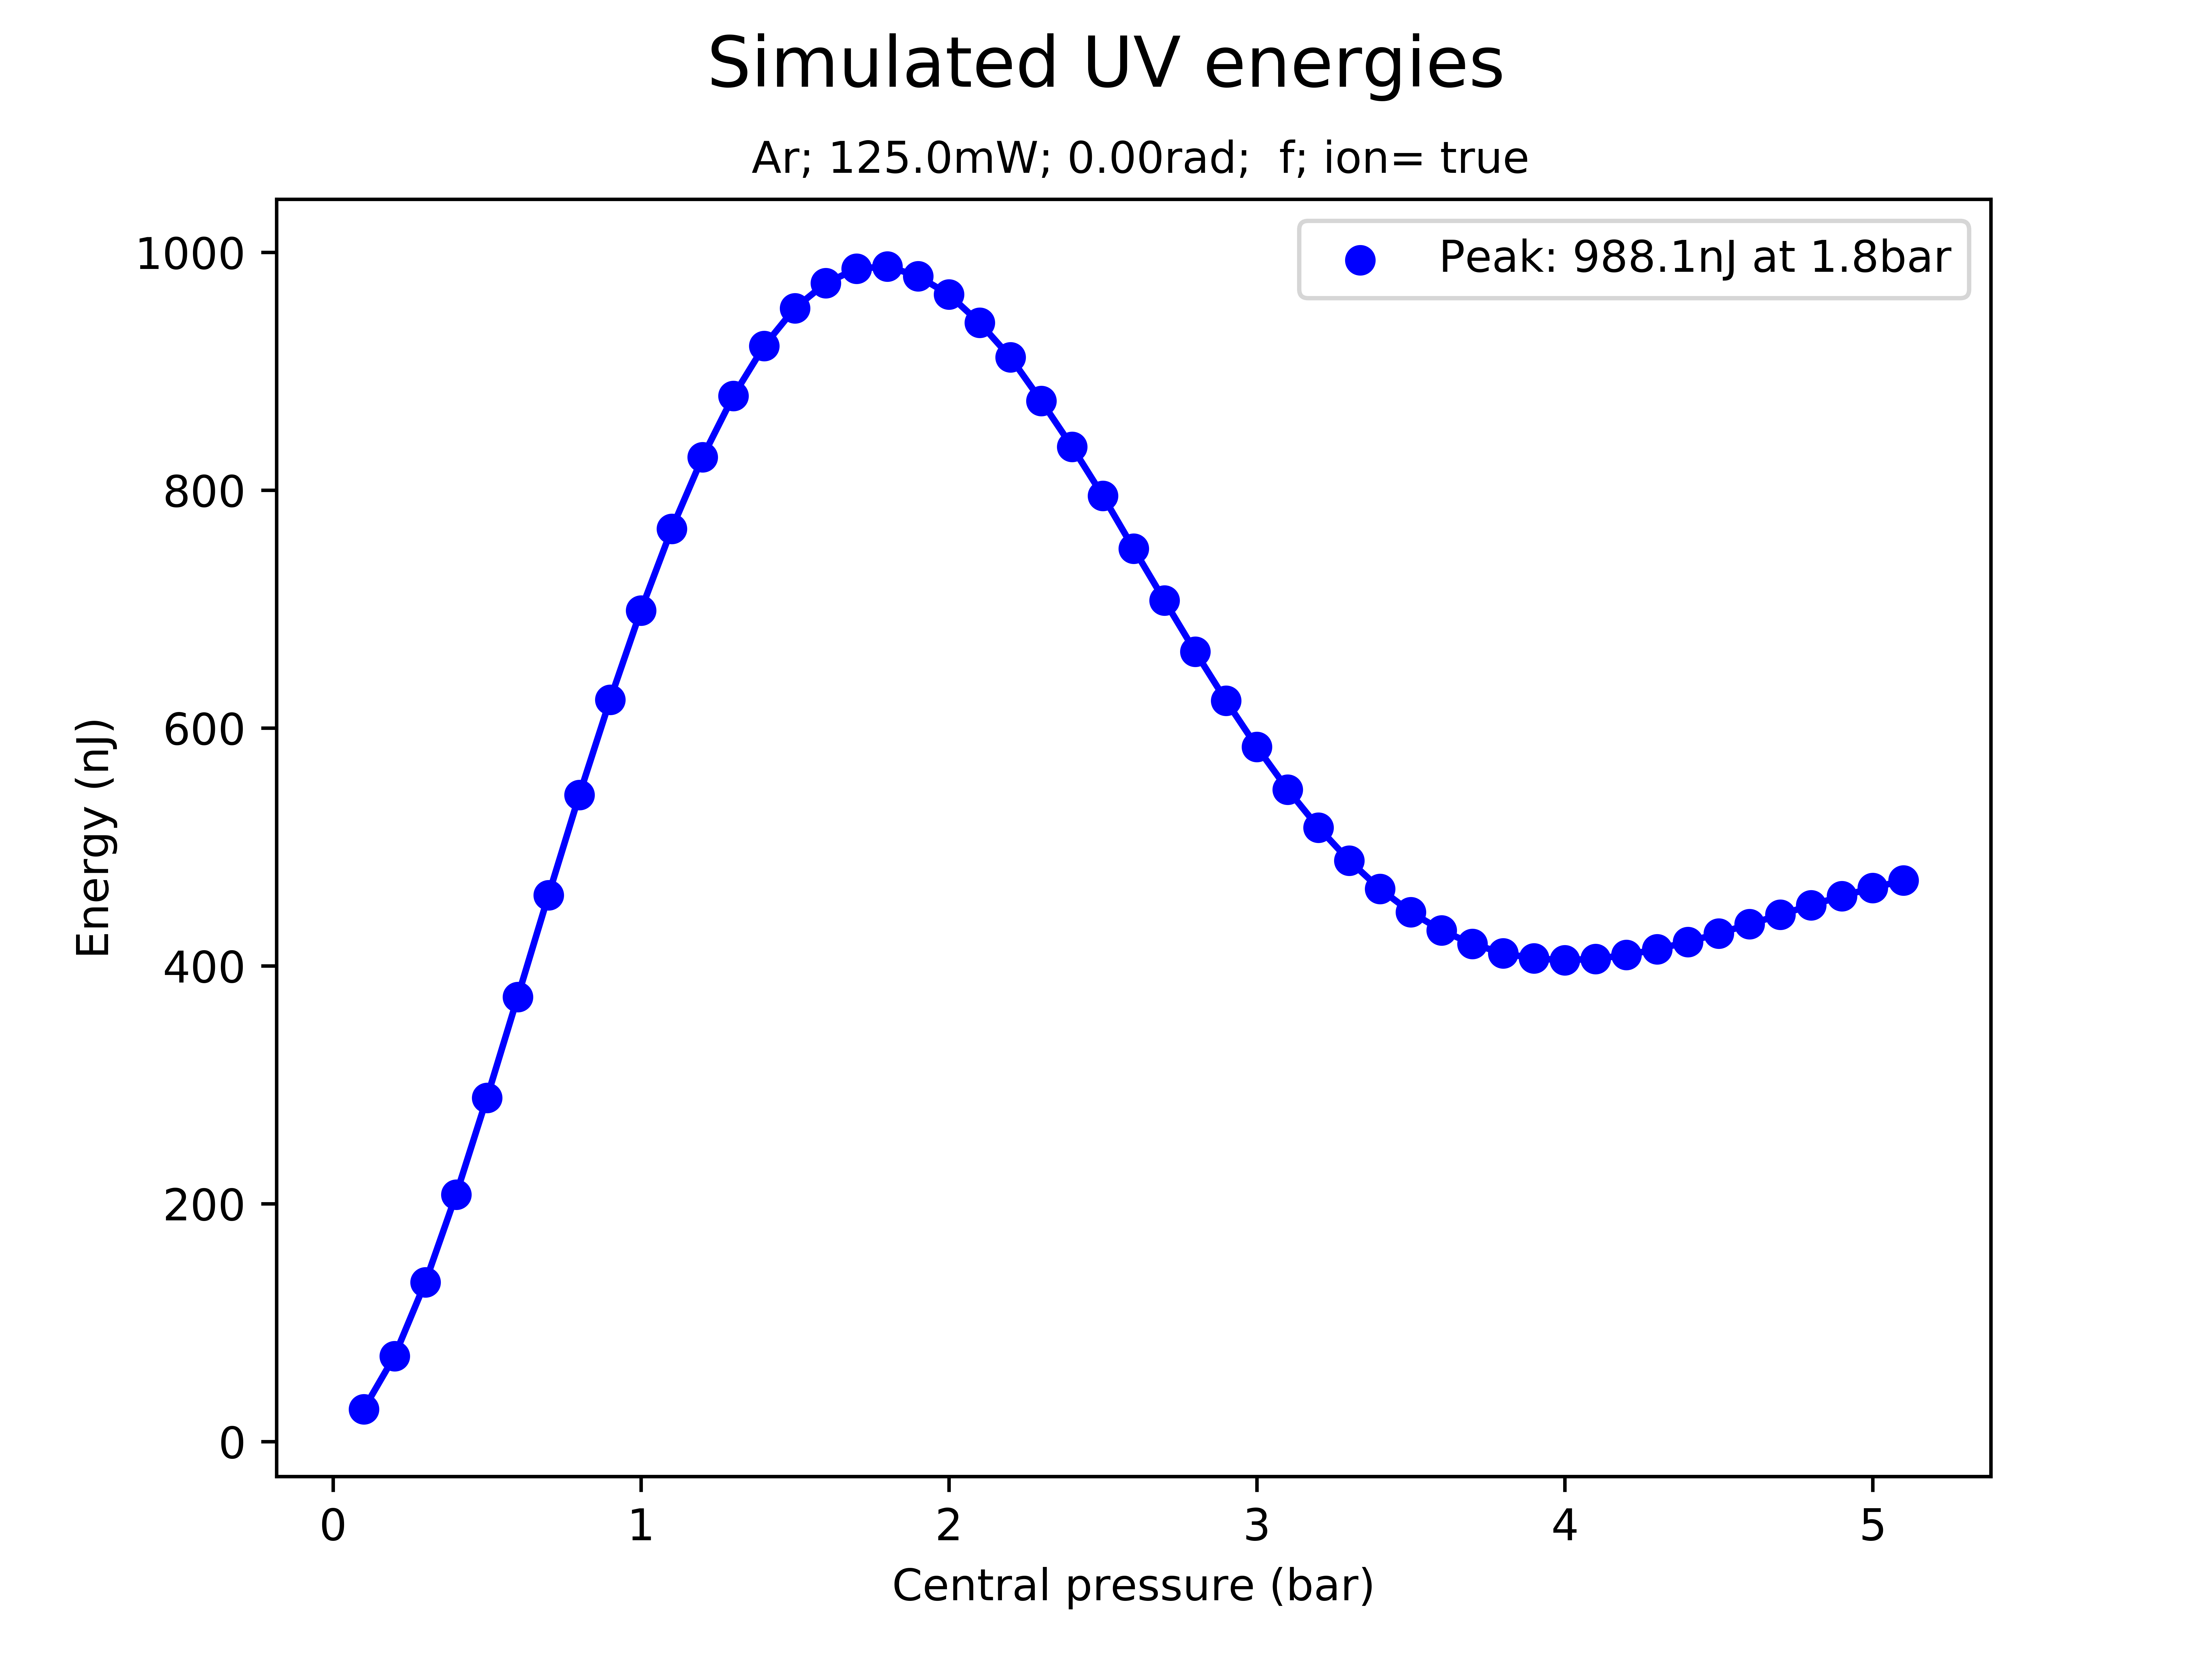 Simulated UV energies
Ar; 125.0mW; 0.00rad;  f; ion= true
Peak: 988.1nJ at 1.8bar
1000
800
600
400
200
0
Energy (nJ)
0 1 2 3 4 5
Central pressure (bar)